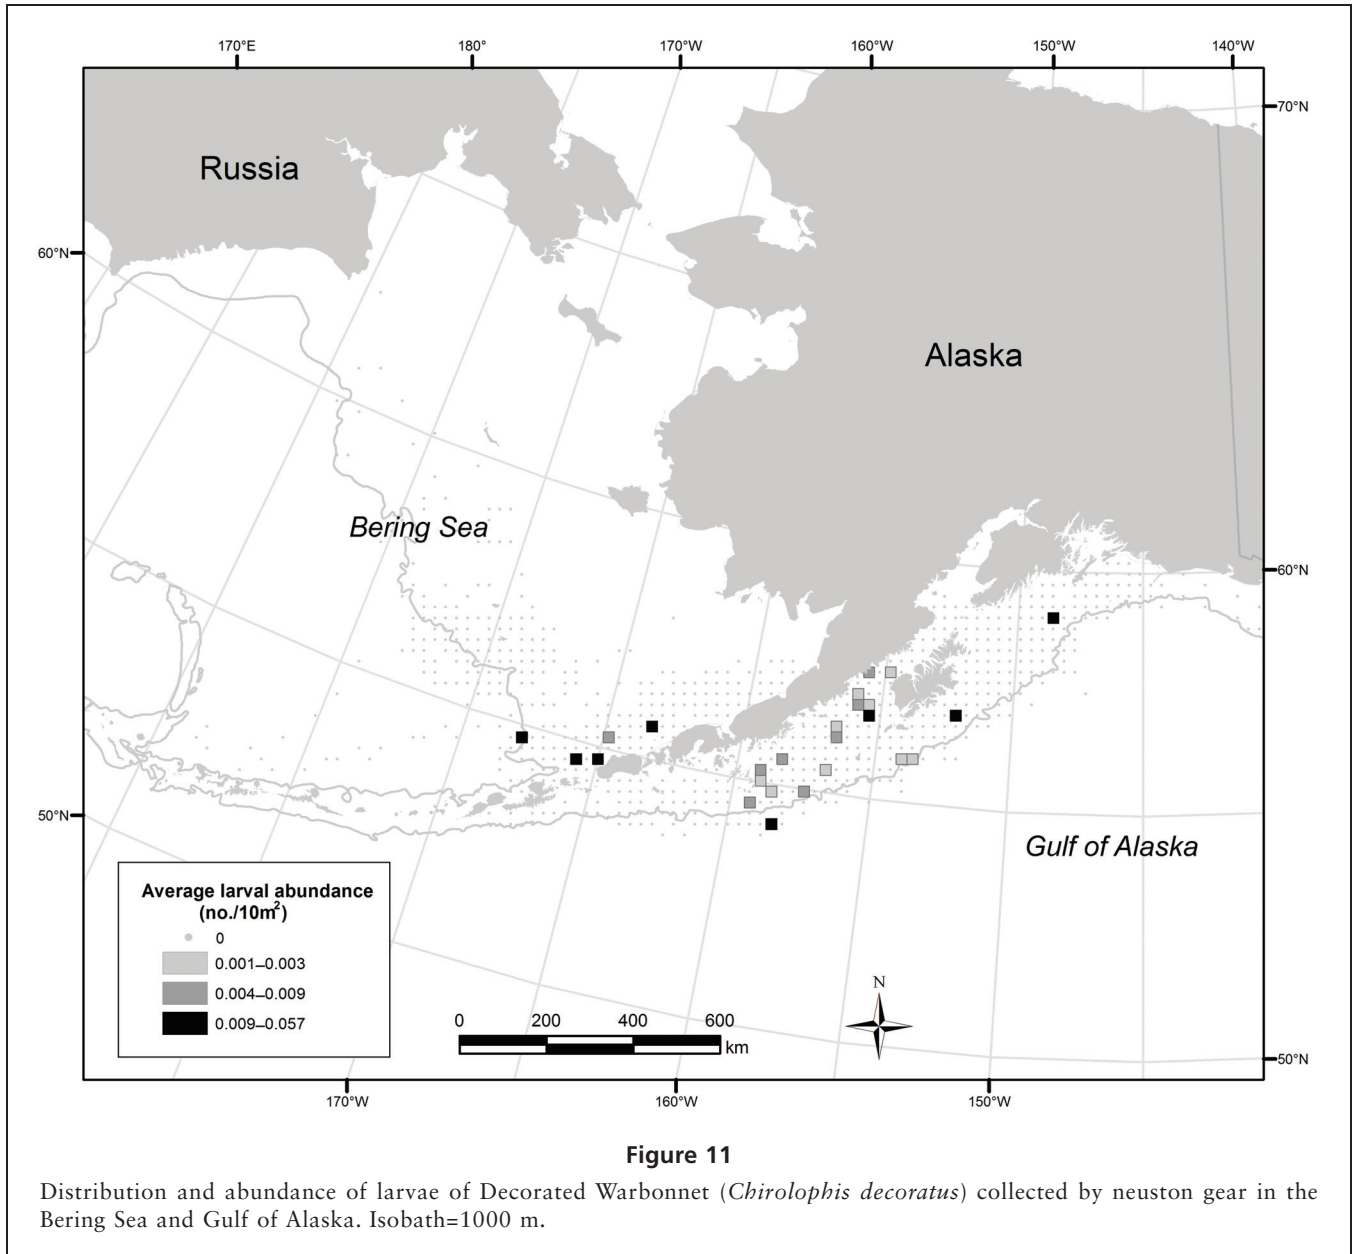 170°E 180° 170°W 160°W 150°W 140°W
70°N
Russia
60°N
Alaska
Bering Sea
60°N
50°N
Gulf of Alaska
Average larval abundance
(no./10m²)
0
0.001–0.003
0.004–0.009
0.009–0.057
0 200 400 600
km
N
50°N
170°W 160°W 150°W
Figure 11
Distribution and abundance of larvae of Decorated Warbonnet (Chirolophis decoratus) collected by neuston gear in the
Bering Sea and Gulf of Alaska. Isobath=1000 m.